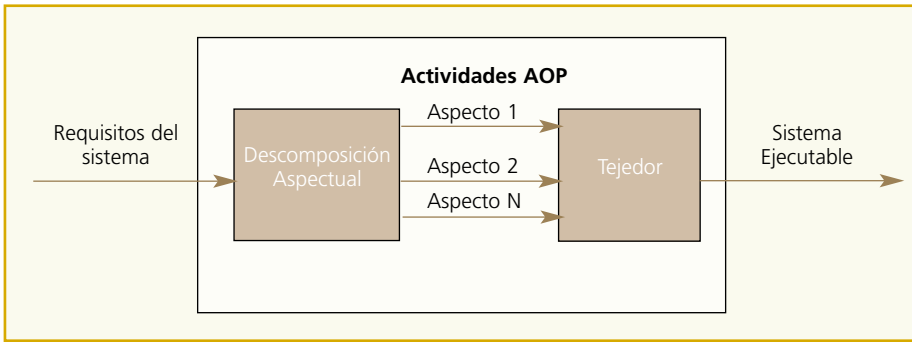 Actividades AOP
Requisitos del
sistema
Descomposición
Aspectual
Aspecto 1
Aspecto 2
Aspecto N
Tejedor
Sistema
Ejecutable